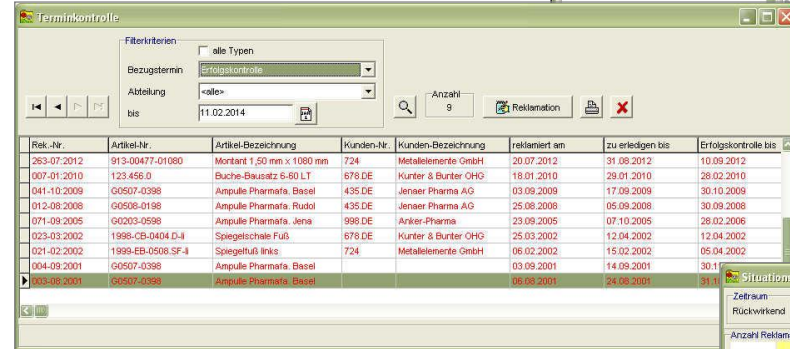 Terminkontrolle
Filterkriterien
alle Typen
Bezugstermin Erfolgskontrolle
Abteilung <alle>
bis 11.02.2014
Anzahl
9
Reklamation
Rek.-Nr. Artikel-Nr. Artikel-Bezeichnung Kunden-Nr. Kunden-Bezeichnung reklamiert am zu erledigen bis Erfolgskontrolle bis
263-07:2012 913-00477-01080 Montant 1,50 mm x 1080 mm 724 Metallelemente GmbH 20.07.2012 31.08.2012 10.09.2012
007-01:2010 123.456.0 Buche-Bausatz 6-60 LT 678.DE Kunter & Bunter OHG 18.01.2010 29.01.2010 28.02.2010
041-10:2009 G0507-0398 Ampulle Pharmafa. Basel 435.DE Jenaer Pharma AG 03.09.2009 17.09.2009 30.10.2009
012-08:2008 G0508-0198 Ampulle Pharmafa. Rudol 435.DE Jenaer Pharma AG 25.08.2008 05.09.2008 30.09.2008
071-09:2005 G0203-0598 Ampulle Pharmafa. Jena 998.DE Anker-Pharma 23.09.2005 07.10.2005 28.02.2006
023-03:2002 1998-CB-0404.D-li Spiegelschale Fuß 678.DE Kunter & Bunter OHG 25.03.2002 12.04.2002 12.04.2002
021-02:2002 1999-EB-0508.SF-li Spiegelfuß links 724 Metallelemente GmbH 06.02.2002 15.02.2002 05.04.2002
004-09:2001 G0507-0398 Ampulle Pharmafa. Basel 03.09.2001 14.09.2001 30.1
003-08:2001 G0507-0398 Ampulle Pharmafa. Basel 06.08.2001 24.08.2001 31.1
Situation
Zeitraum
Rückwirkend
Anzahl Reklam